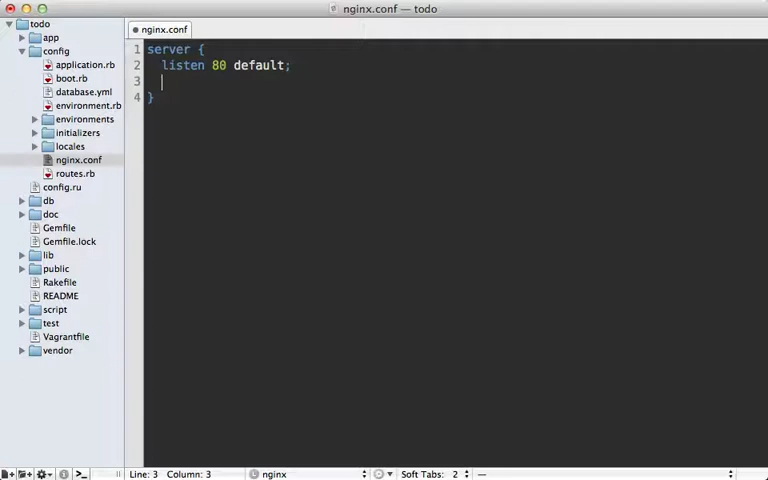 nginx.conf — todo
todo
app
config
application.rb
boot.rb
database.yml
environment.rb
environments
initializers
locales
nginx.conf
routes.rb
config.ru
db
doc
Gemfile
Gemfile.lock
lib
public
Rakefile
README
script
test
Vagrantfile
vendor
nginx.conf
1 server {
2 listen 80 default;
3
4 }
Line: 3 Column: 3 nginx Soft Tabs: 2 —